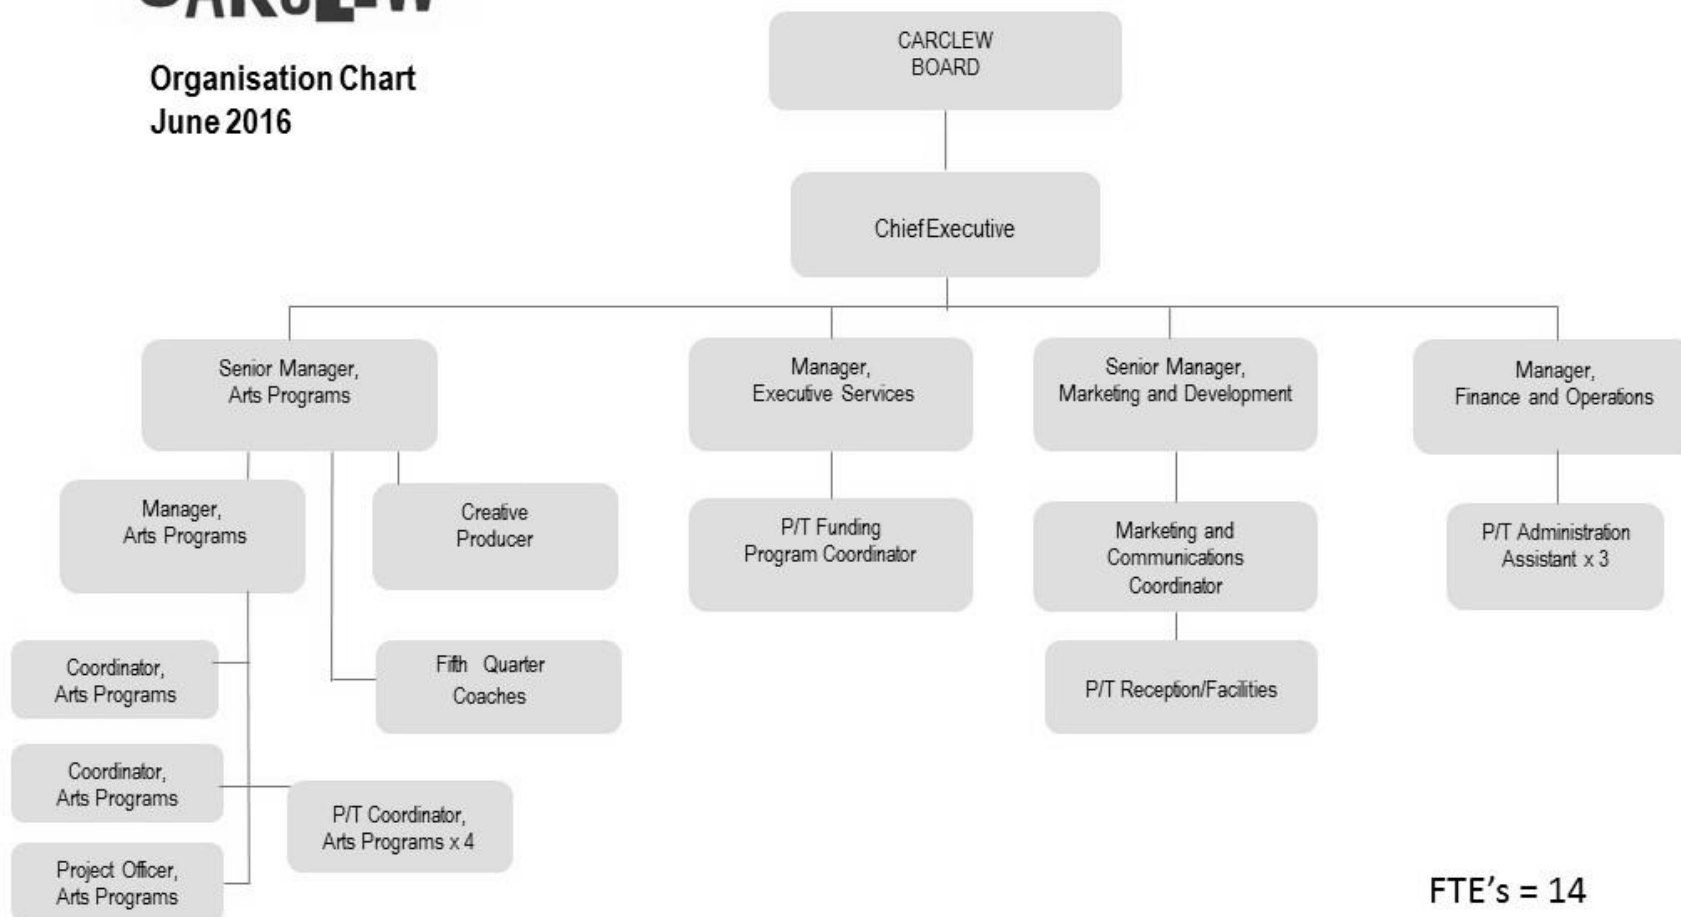 CARCLEW
Organisation Chart
June 2016
CARCLEW
BOARD
Chief Executive
Senior Manager,
Arts Programs
Manager,
Executive Services
Senior Manager,
Marketing and Development
Manager,
Finance and Operations
Manager,
Arts Programs
Creative
Producer
P/T Funding
Program Coordinator
Marketing and
Communications
Coordinator
P/T Administration
Assistant x 3
Coordinator,
Arts Programs
Fifth Quarter
Coaches
P/T Reception/Facilities
Coordinator,
Arts Programs
P/T Coordinator,
Arts Programs x 4
Project Officer,
Arts Programs
FTE's = 14